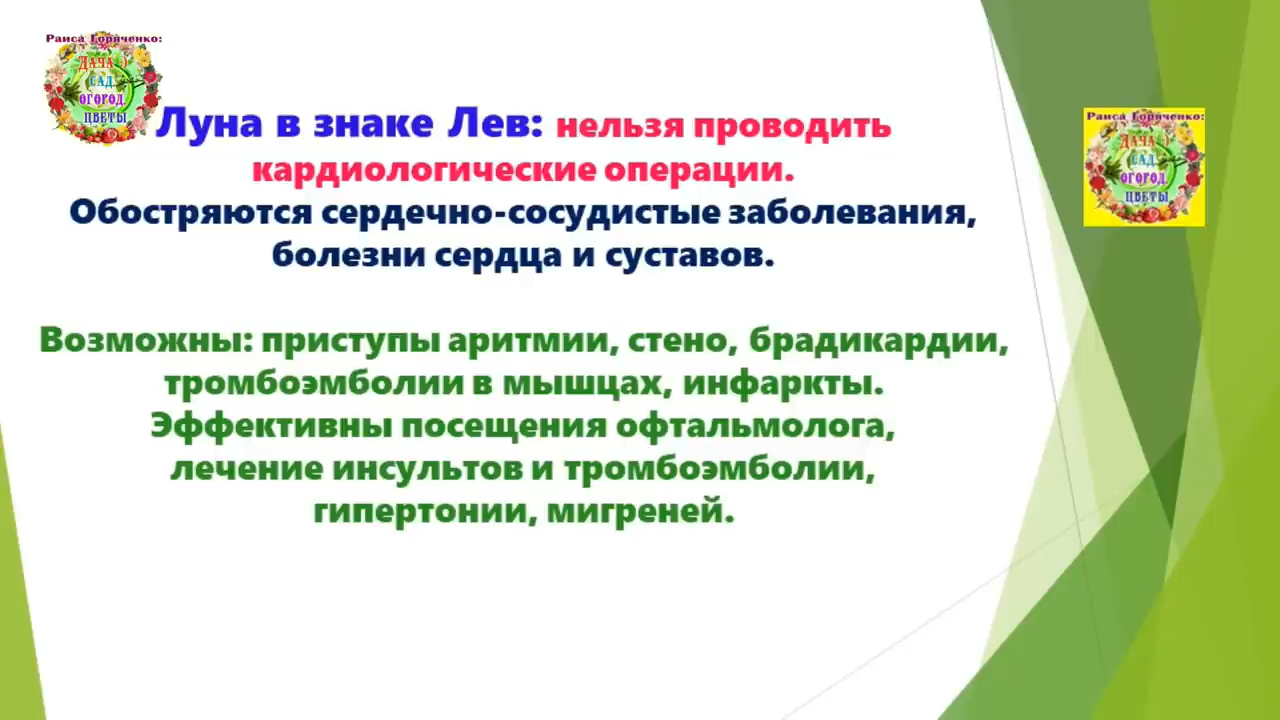 Раиса Горяченко:
ДАЧА :)
САД,
ОГОРОД,
ЦВЕТЫ
Луна в знаке Лев: нельзя проводить
кардиологические операции.
Обостряются сердечно-сосудистые заболевания,
болезни сердца и суставов.
Возможны: приступы аритмии, стено, брадикардии,
тромбоэмболии в мышцах, инфаркты.
Эффективны посещения офтальмолога,
лечение инсультов и тромбоэмболии,
гипертонии, мигреней.
Раиса Горяченко:
ДАЧА :)
САД,
ОГОРОД,
ЦВЕТЫ